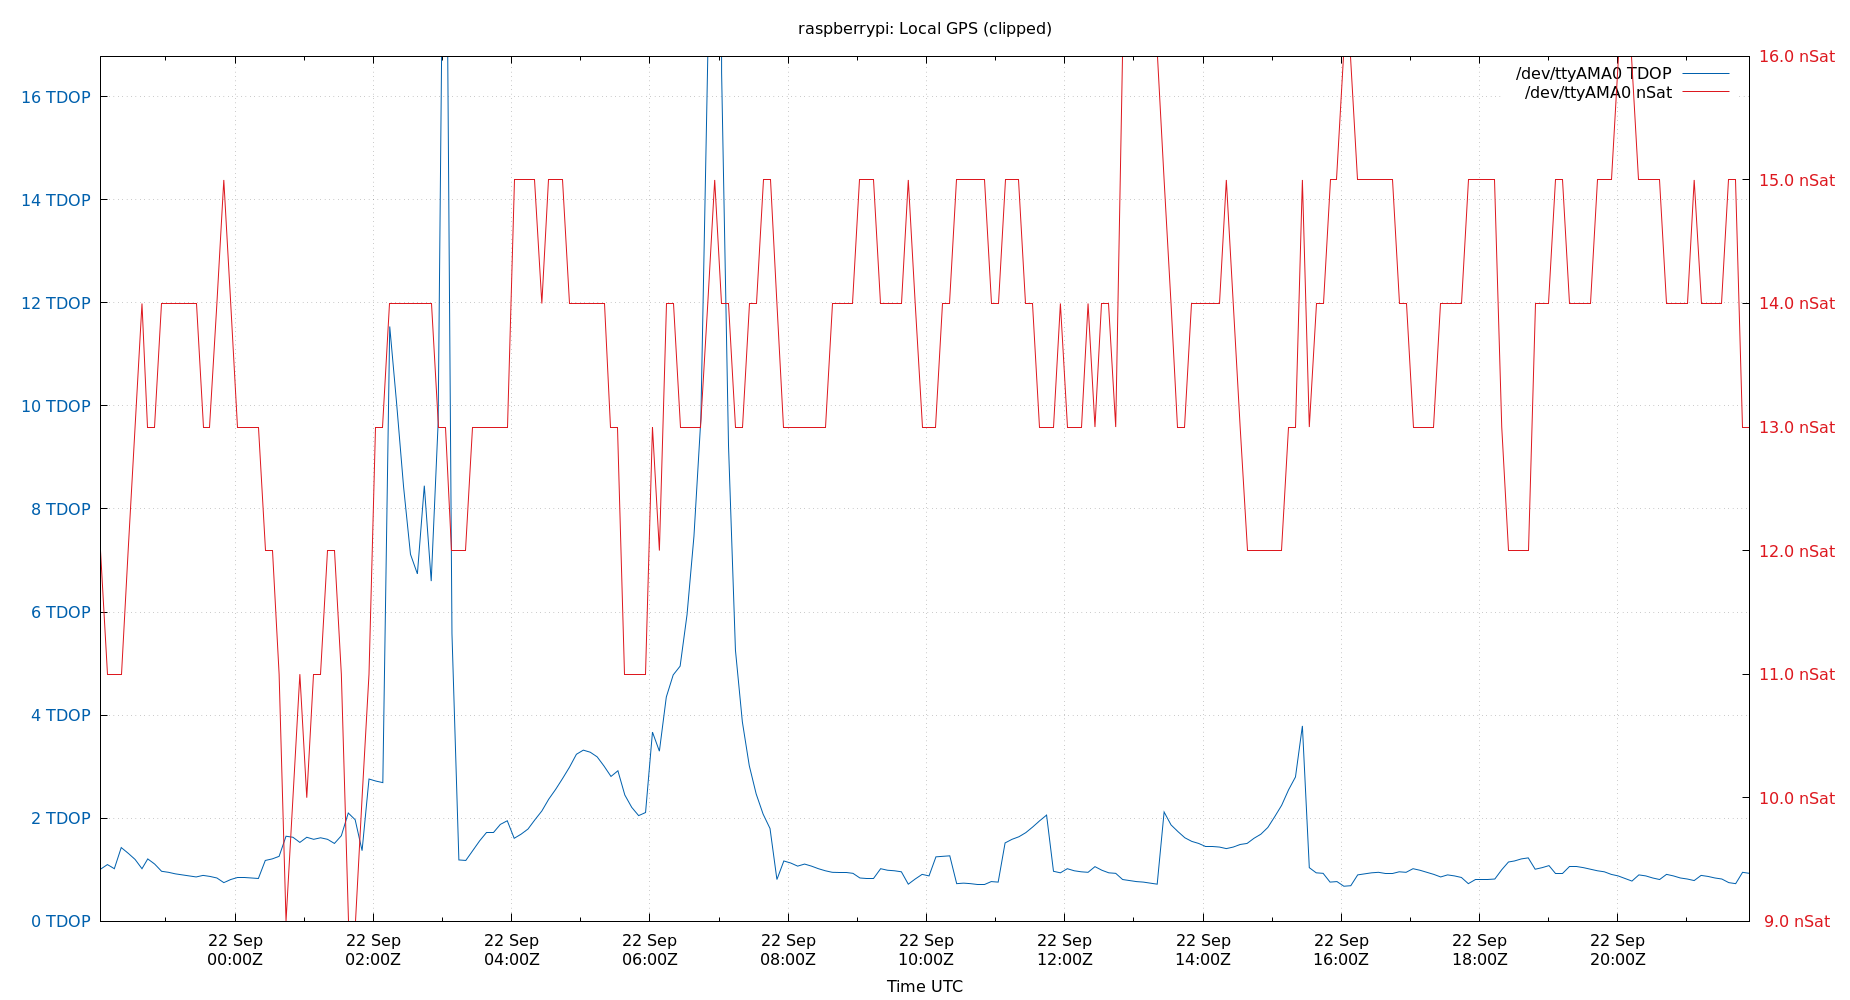 raspberrypi: Local GPS (clipped)
16.0 nSat
/dev/ttyAMA0 TDOP
/dev/ttyAMA0 nSat
16 TDOP
15.0 nSat
14 TDOP
12 TDOP
14.0 nSat
10 TDOP
13.0 nSat
8 TDOP
12.0 nSat
6 TDOP
11.0 nSat
4 TDOP
10.0 nSat
2 TDOP
0 TDOP
9.0 nSat
22 Sep 22 Sep 22 Sep 22 Sep 22 Sep 22 Sep 22 Sep 22 Sep 22 Sep 22 Sep 22 Sep
00:00Z 02:00Z 04:00Z 06:00Z 08:00Z 10:00Z 12:00Z 14:00Z 16:00Z 18:00Z 20:00Z
Time UTC